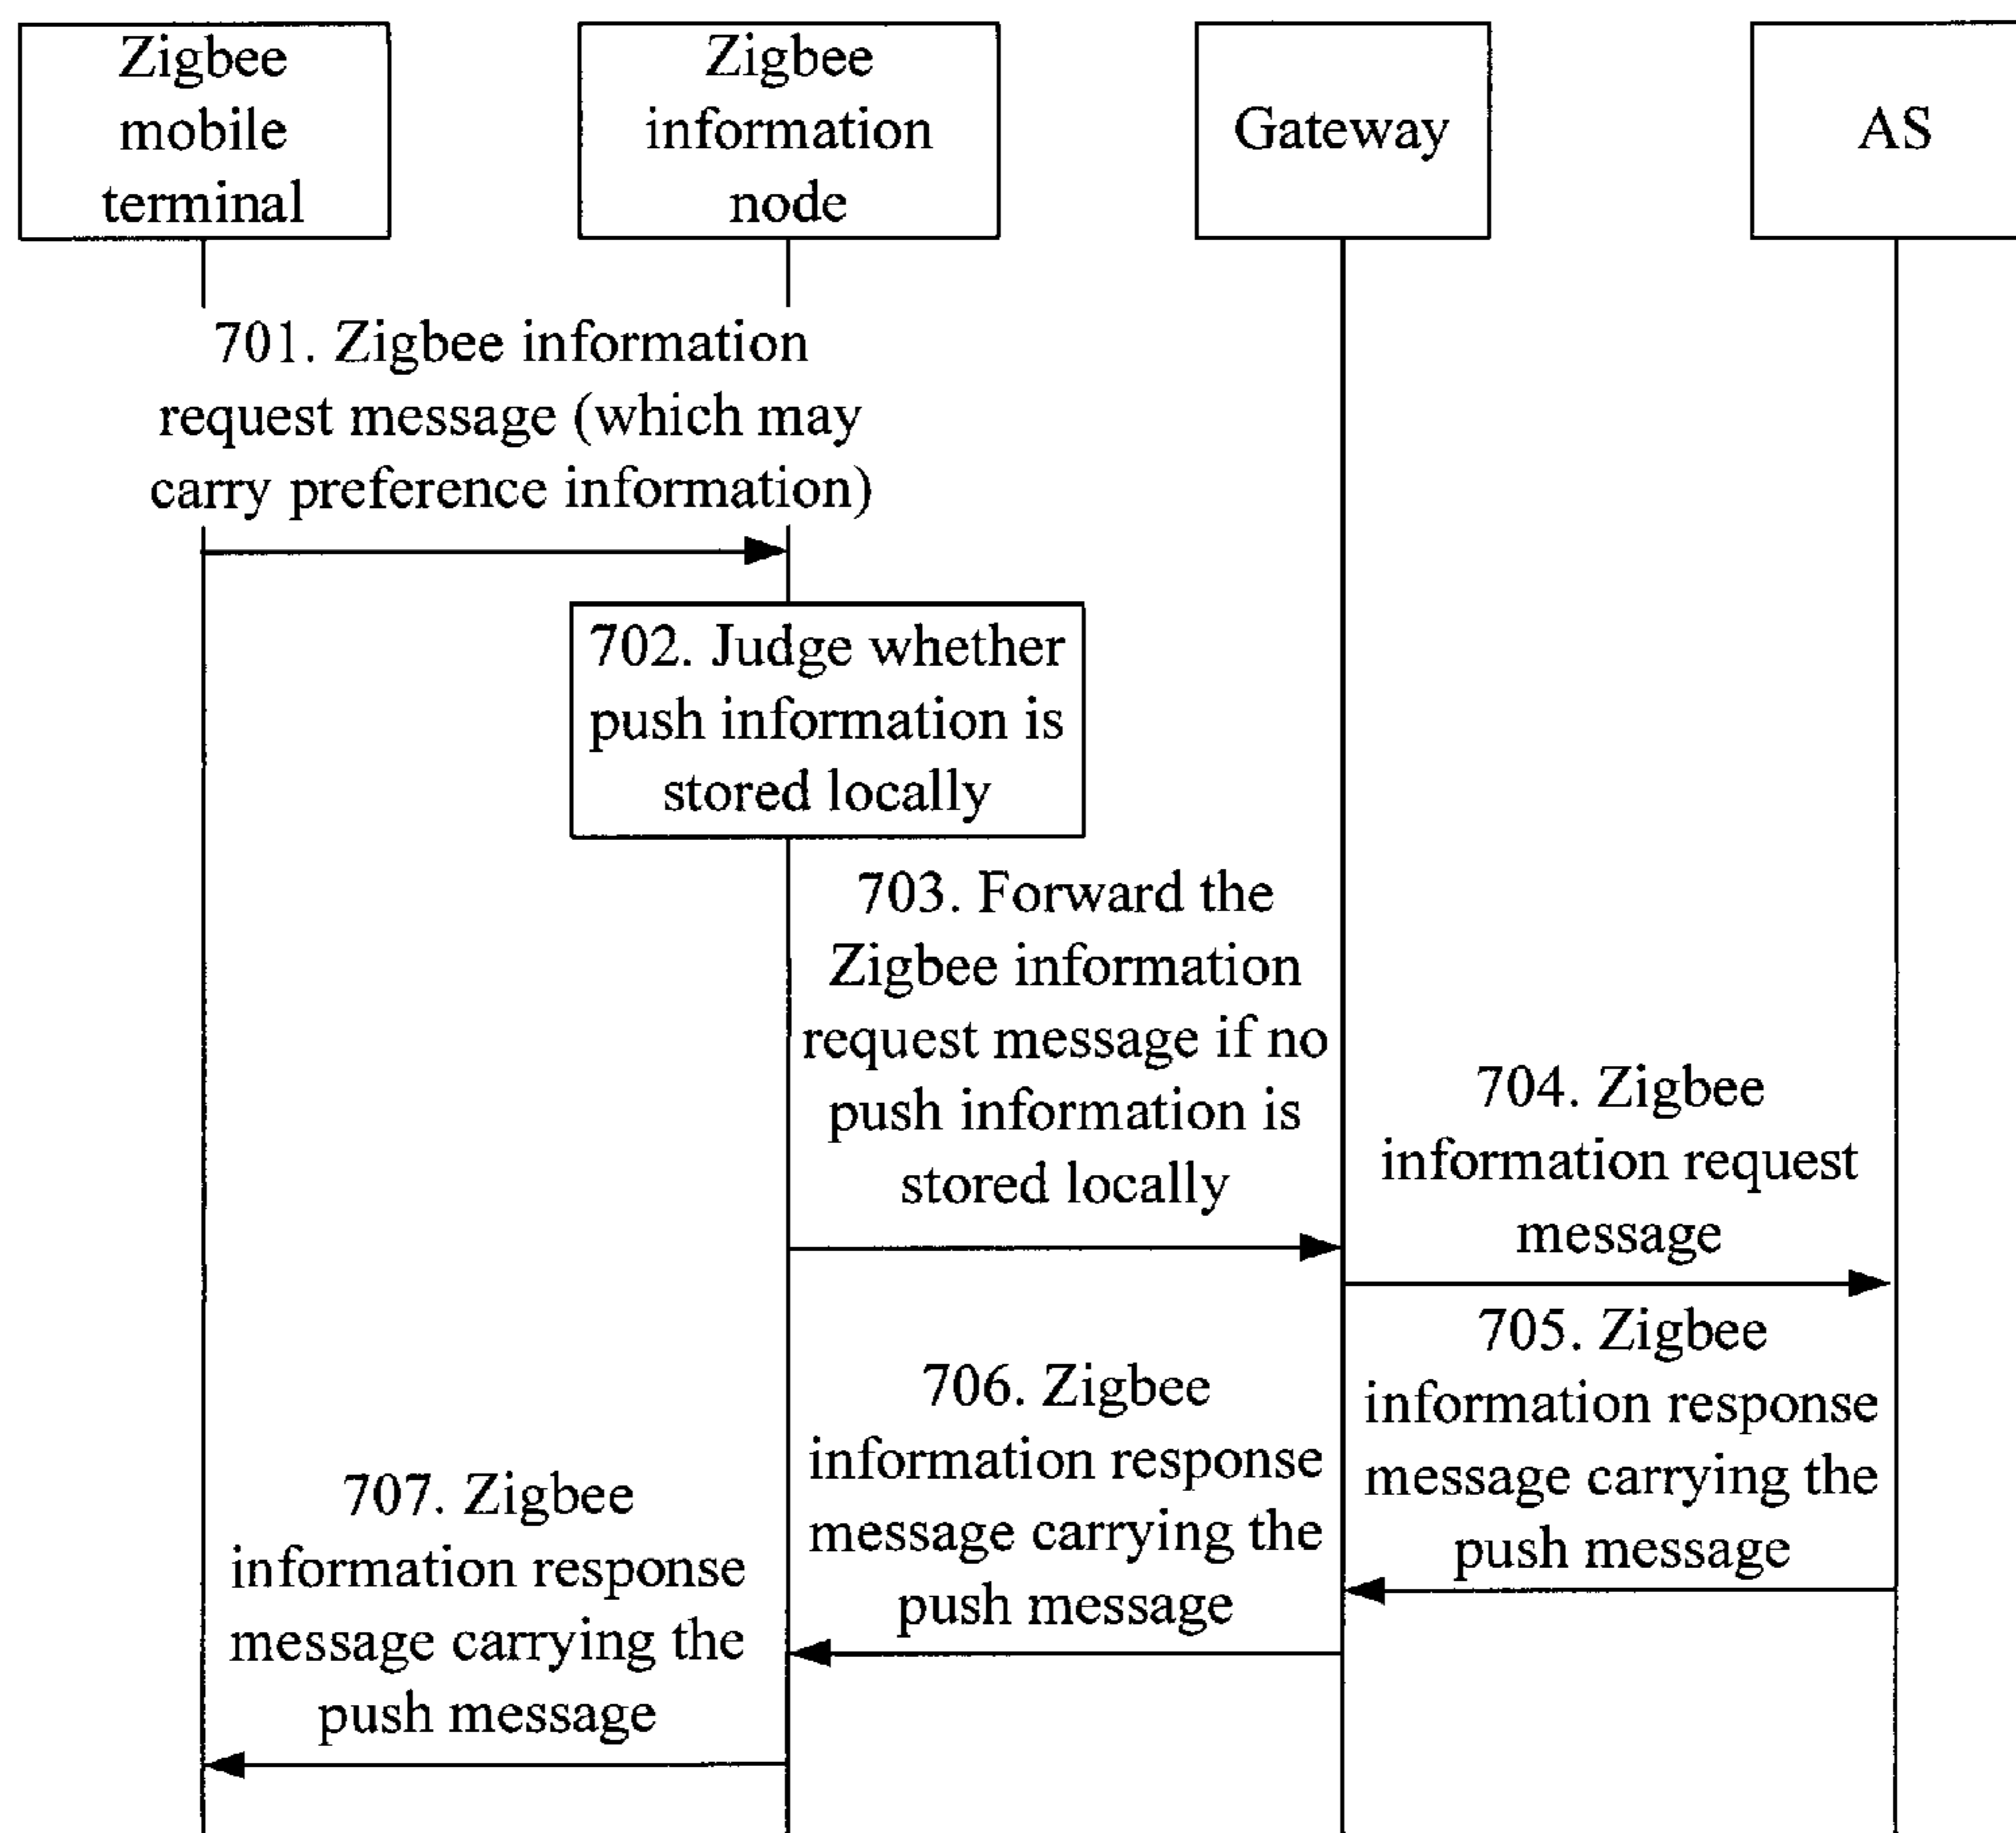 Zigbee
mobile
terminal
Zigbee
information
node
Gateway
AS
701. Zigbee information
request message (which may
carry preference information)
702. Judge whether
push information is
stored locally
703. Forward the
Zigbee information
request message if no
push information is
stored locally
704. Zigbee
information request
message
705. Zigbee
information response
message carrying the
push message
706. Zigbee
information response
message carrying the
push message
707. Zigbee
information response
message carrying the
push message